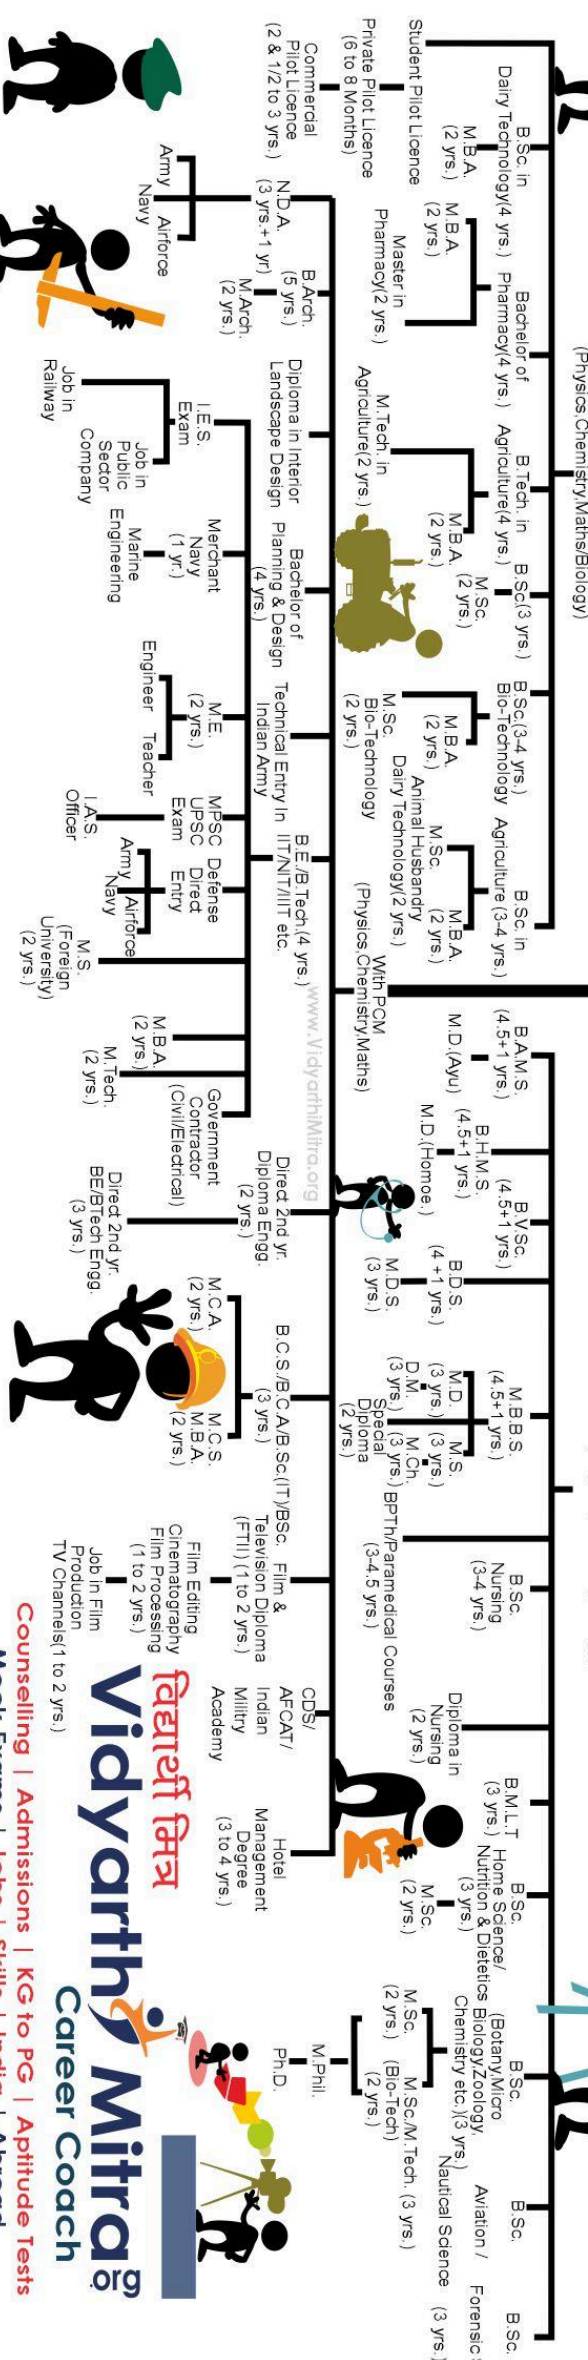 (Physics,Chemistry,Maths/Biology)
Student Pilot Licence
Private Pilot Licence
(6 to 8 Months)
Commercial
Pilot Licence
(2 & 1/2 to 3 yrs.)
B.Sc. in
Dairy Technology(4 yrs.)
M.B.A.
(2 yrs.)
Bachelor of
Pharmacy(4 yrs.)
M.B.A.
(2 yrs.)
Master in
Pharmacy(2 yrs.)
B.Tech. in
Agriculture(4 yrs.)
M.Tech. in
Agriculture(2 yrs.)
M.B.A.
(2 yrs.)
B.Sc(3 yrs.)
M.Sc.
(2 yrs.)
B.Sc.(3-4 yrs.)
Bio-Technology
M.Sc.
Bio-Technology
(2 yrs.)
M.B.A.
(2 yrs.)
B.Sc. in
Agriculture (3-4 yrs.)
M.Sc.
Animal Husbandry
Dairy Technology(2 yrs.)
M.B.A.
(2 yrs.)
B.A.M.S.
(4.5+1 yrs.)
M.D.(Ayu)
B.H.M.S.
(4.5+1 yrs.)
M.D.(Homoe.)
B.V.Sc.
(4.5+1 yrs.)
B.D.S.
(4 +1 yrs.)
M.D.S.
(3 yrs.)
M.B.B.S.
(4.5+1 yrs.)
M.D.
(3 yrs.)
D.M.
(3 yrs.)
M.S.
(3 yrs.)
M.Ch.
(3 yrs.)
Special
Diploma
(2 yrs.)
BPTh/Paramedical Courses
(3-4.5 yrs.)
B.Sc.
Nursing
(3-4 yrs.)
Diploma in
Nursing
(2 yrs.)
B.M.L.T
(3 yrs.)
B.Sc.
Home Science/
Nutrition & Dietetics
(3 yrs.)
M.Sc.
(2 yrs.)
B.Sc.
(Botany,Micro
Biology,Zoology,
Chemistry etc.)(3 yrs.)
M.Sc.
(2 yrs.)
M.Sc./M.Tech. (3 yrs.)
(Bio-Tech)
(2 yrs.)
M.Phil.
Ph.D.
B.Sc.
Aviation /
Nautical Science
B.Sc.
Forensic
(3 yrs.)
With PCM
(Physics,Chemistry,Maths)
N.D.A.
(3 yrs.+1 yr)
Army
Navy
Airforce
B.Arch.
(5 yrs.)
M.Arch.
(2 yrs.)
Diploma in Interior
Landscape Design
Bachelor of
Planning & Design
(4 yrs.)
Technical Entry In
Indian Army
B.E./B.Tech.(4 yrs.)
IIT/NIT/IIIT etc.
I.E.S.
Exam
Job in
Railway
Job in
Public
Sector
Company
Merchant
Navy
(1 yr.)
Marine
Engineering
M.E.
(2 yrs.)
Engineer
Teacher
MPSC
UPSC
Exam
I.A.S.
Officer
Defense
Direct
Entry
Army
Navy
Airforce
M.S.
(Foreign
University)
(2 yrs.)
M.B.A.
(2 yrs.)
M.Tech.
(2 yrs.)
Government
Contractor
(Civil/Electrical)
www.VidyarthiMitra.org
Direct 2nd yr.
Diploma Engg.
(2 yrs.)
Direct 2nd yr.
BE/BTech Engg.
(3 yrs.)
B.C.S./B.C.A/B.Sc.(IT)/BSc.
(3 yrs.)
M.C.A.
(2 yrs.)
M.C.S.
M.B.A.
(2 yrs.)
Film &
Television Diploma
(FTII) (1 to 2 yrs.)
Film Editing
Cinematography
Film Processing
(1 to 2 yrs.)
Job in Film
Production
TV Channels(1 to 2 yrs.)
CDS/
AFCAT/
Indian
Militry
Academy
Hotel
Management
Degree
(3 to 4 yrs.)
विद्यार्थी मित्र
Vidyarthi Mitra.org
Career Coach
Counselling | Admissions | KG to PG | Aptitude Tests